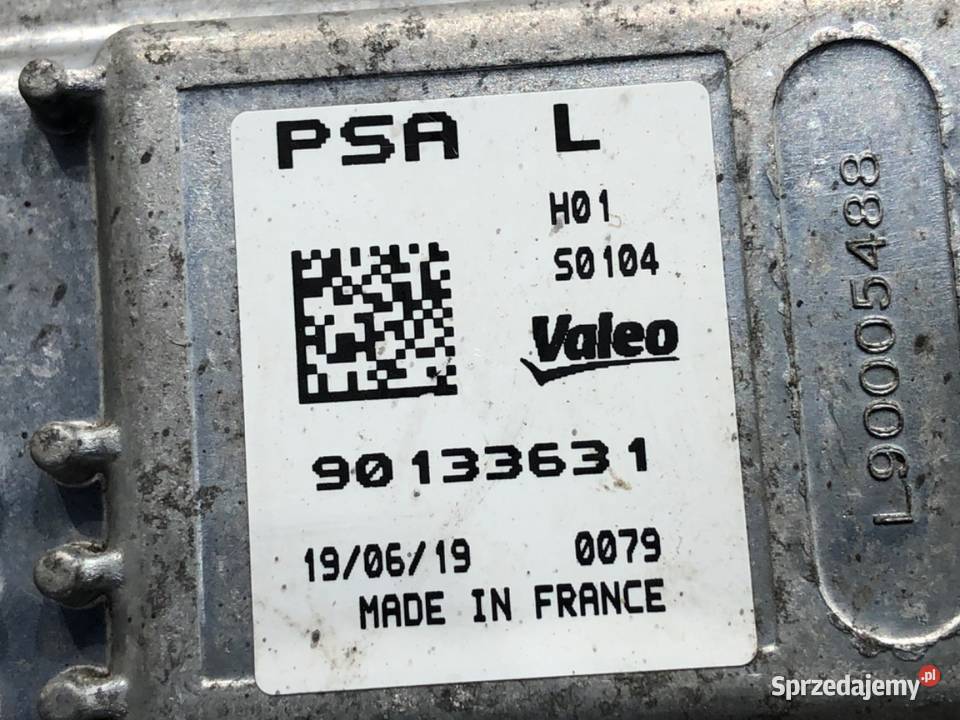 PSA L
H01
S0104
Valeo
90133631
19/06/19 0079
MADE IN FRANCE
L90005488
Sprzedajemy.pl